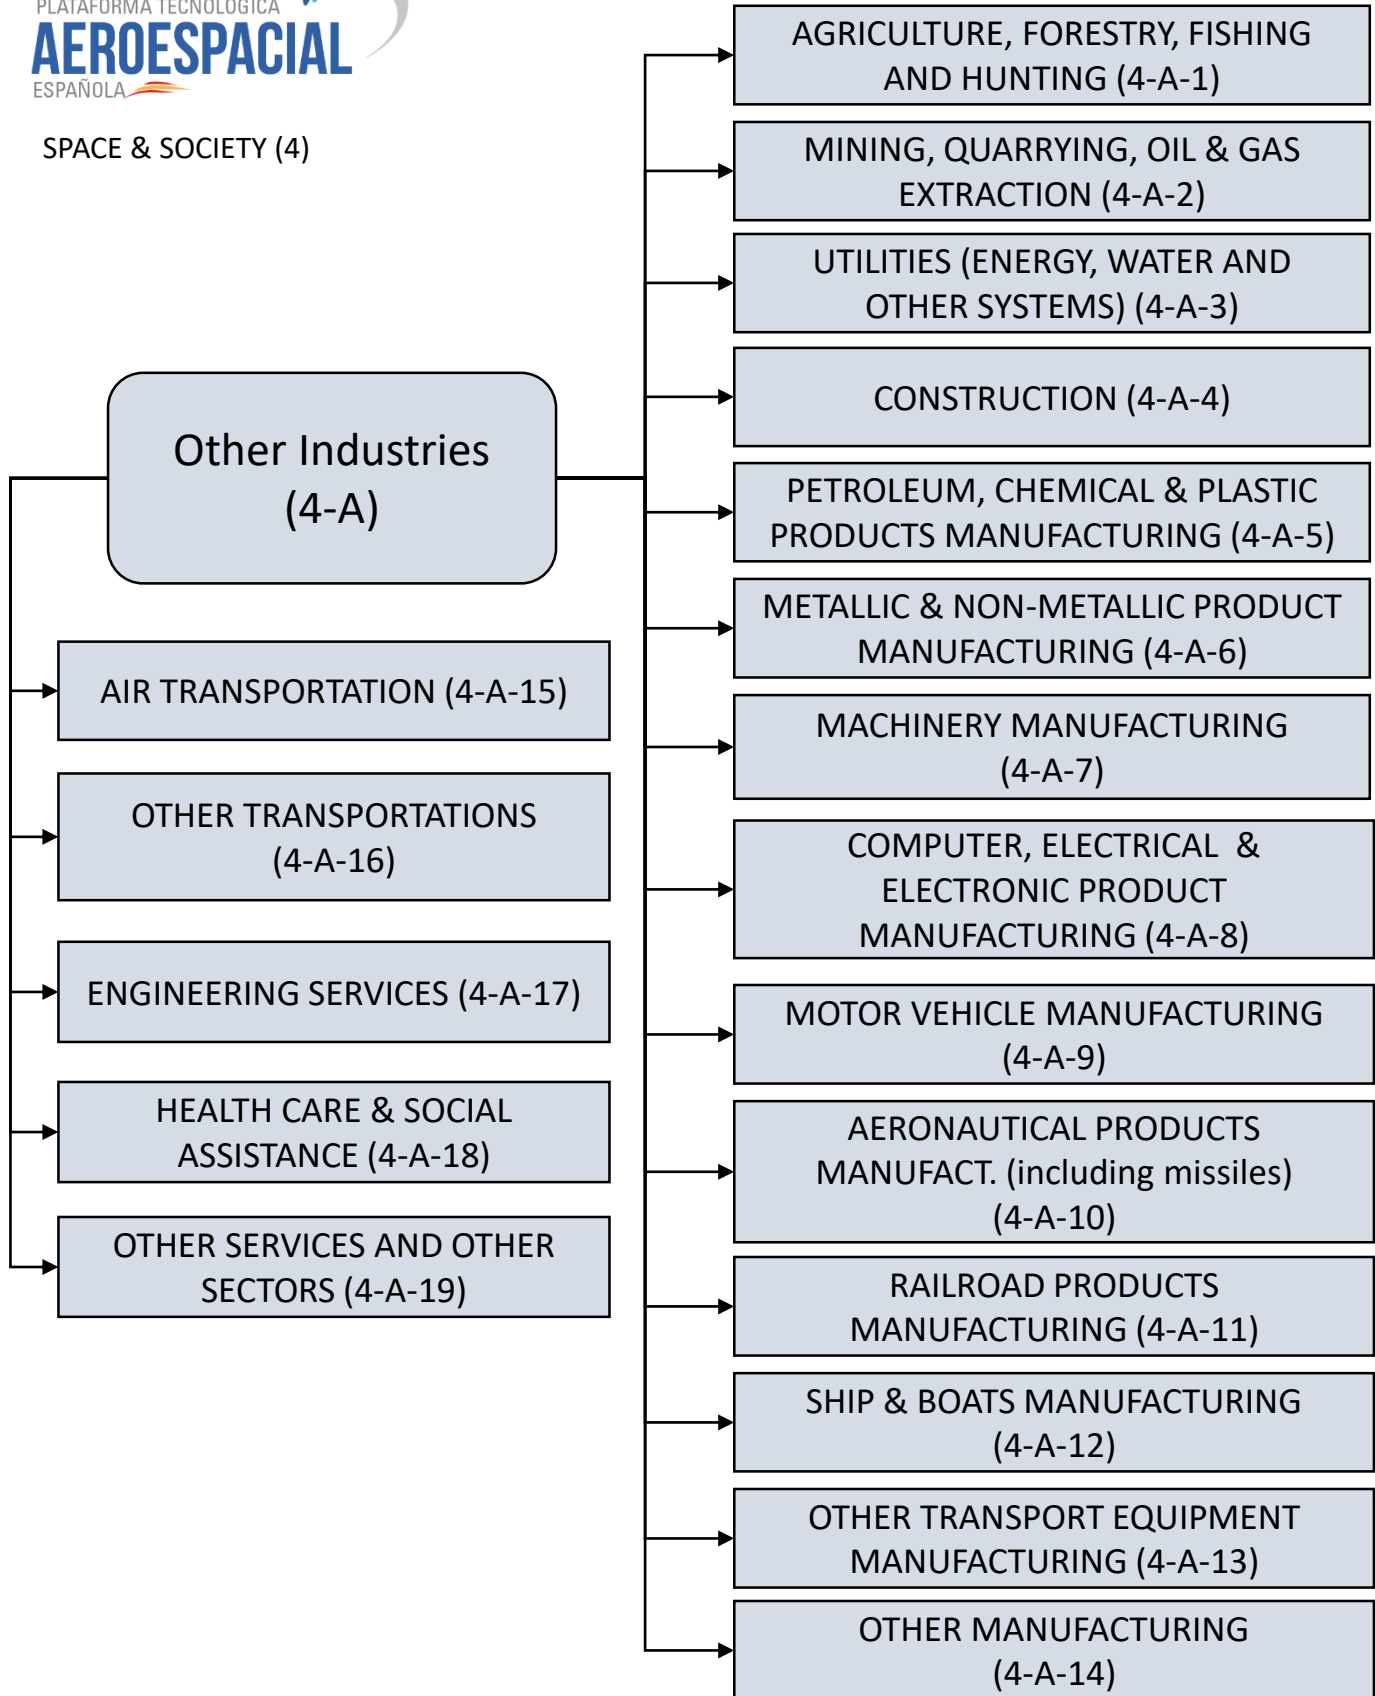 PLATAFORMA TECNOLÓGICA
AEROESPACIAL
ESPAÑOLA
SPACE & SOCIETY (4)
Other Industries
(4-A)
AGRICULTURE, FORESTRY, FISHING
AND HUNTING (4-A-1)
MINING, QUARRYING, OIL & GAS
EXTRACTION (4-A-2)
UTILITIES (ENERGY, WATER AND
OTHER SYSTEMS) (4-A-3)
CONSTRUCTION (4-A-4)
PETROLEUM, CHEMICAL & PLASTIC
PRODUCTS MANUFACTURING (4-A-5)
METALLIC & NON-METALLIC PRODUCT
MANUFACTURING (4-A-6)
MACHINERY MANUFACTURING
(4-A-7)
COMPUTER, ELECTRICAL &
ELECTRONIC PRODUCT
MANUFACTURING (4-A-8)
MOTOR VEHICLE MANUFACTURING
(4-A-9)
AERONAUTICAL PRODUCTS
MANUFACT. (including missiles)
(4-A-10)
RAILROAD PRODUCTS
MANUFACTURING (4-A-11)
SHIP & BOATS MANUFACTURING
(4-A-12)
OTHER TRANSPORT EQUIPMENT
MANUFACTURING (4-A-13)
OTHER MANUFACTURING
(4-A-14)
AIR TRANSPORTATION (4-A-15)
OTHER TRANSPORTATIONS
(4-A-16)
ENGINEERING SERVICES (4-A-17)
HEALTH CARE & SOCIAL
ASSISTANCE (4-A-18)
OTHER SERVICES AND OTHER
SECTORS (4-A-19)